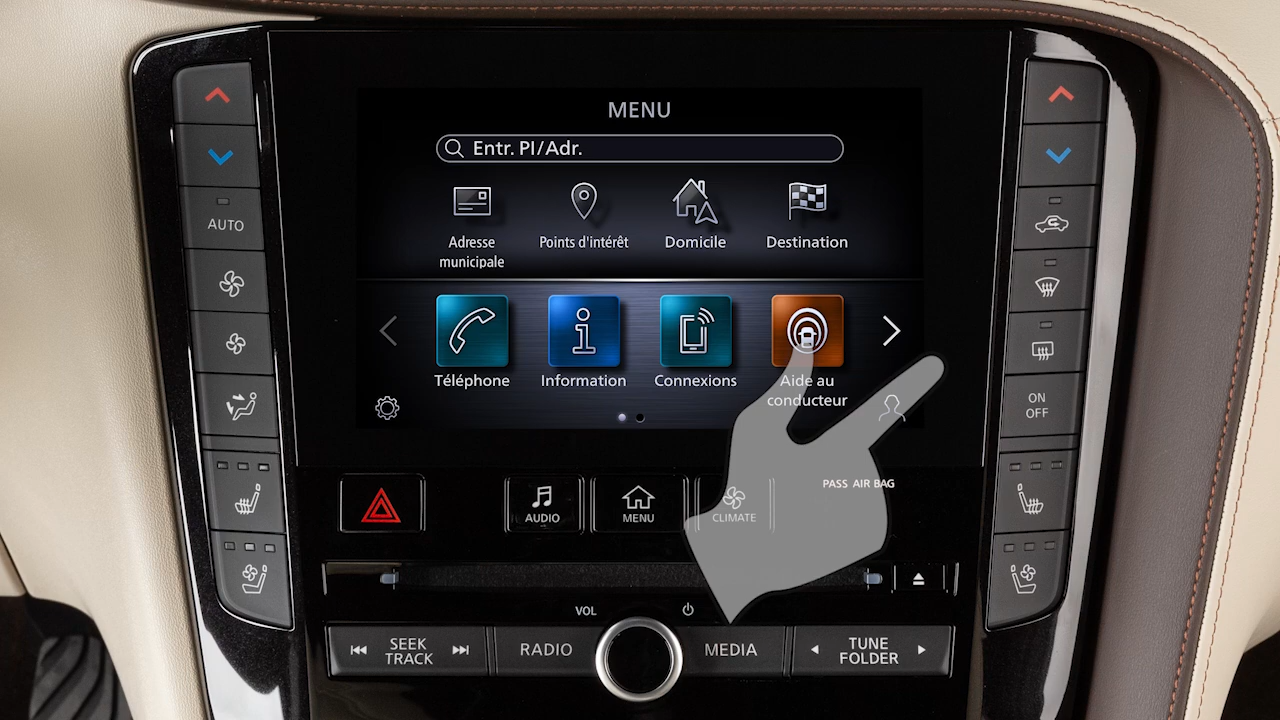 MENU
Entr. PI/Adr.
Adresse
municipale
Points d'intérêt
Domicile
Destination
Téléphone
Information
Connexions
Aide au
conducteur
AUTO
ON
OFF
PASS AIR BAG
AUDIO
MENU
CLIMATE
VOL
SEEK
TRACK
RADIO
MEDIA
TUNE
FOLDER